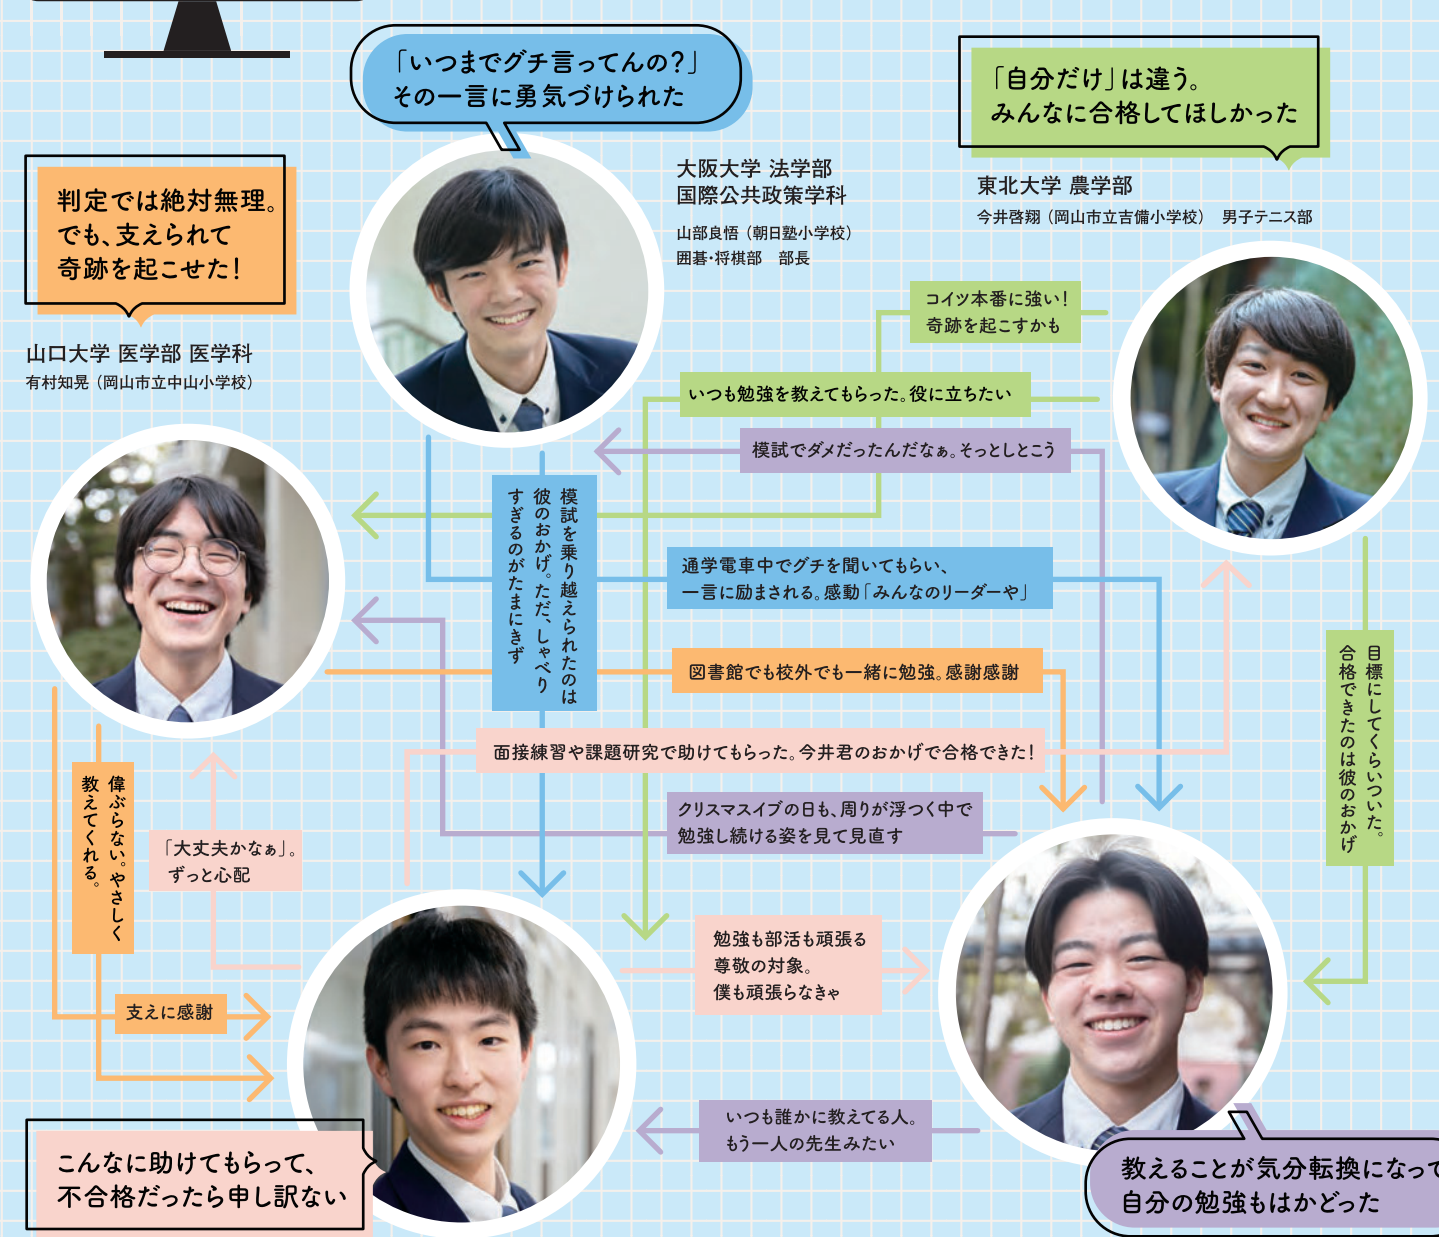 「いつまでグチ言ってんの？」
その一言に勇気づけられた
「自分だけ」は違う。
みんなに合格してほしかった
判定では絶対無理。
でも、支えられて
奇跡を起こせた！
大阪大学 法学部
国際公共政策学科
山部良悟（朝日塾小学校）
囲碁・将棋部　部長
東北大学 農学部
今井啓翔（岡山市立吉備小学校）　男子テニス部
山口大学 医学部 医学科
有村知晃（岡山市立中山小学校）
コイツ本番に強い！
奇跡を起こすかも
いつも勉強を教えてもらった。役に立ちたい
模試でダメだったんだなぁ。そっとしとこう
模試を乗り越えられたのは
彼のおかげ。ただ、しゃべり
すぎるのがたまにきず
通学電車中でグチを聞いてもらい、
一言に励まされる。感動「みんなのリーダーや」
図書館でも校外でも一緒に勉強。感謝感謝
目標にしてくらいついた。
合格できたのは彼のおかげ
面接練習や課題研究で助けてもらった。今井君のおかげで合格できた！
クリスマスイブの日も、周りが浮つく中で
勉強し続ける姿を見て見直す
偉ぶらない。やさしく
教えてくれる。
「大丈夫かなぁ」。
ずっと心配
勉強も部活も頑張る
尊敬の対象。
僕も頑張らなきゃ
支えに感謝
いつも誰かに教えてる人。
もう一人の先生みたい
こんなに助けてもらって、
不合格だったら申し訳ない
教えることが気分転換になって
自分の勉強もはかどった